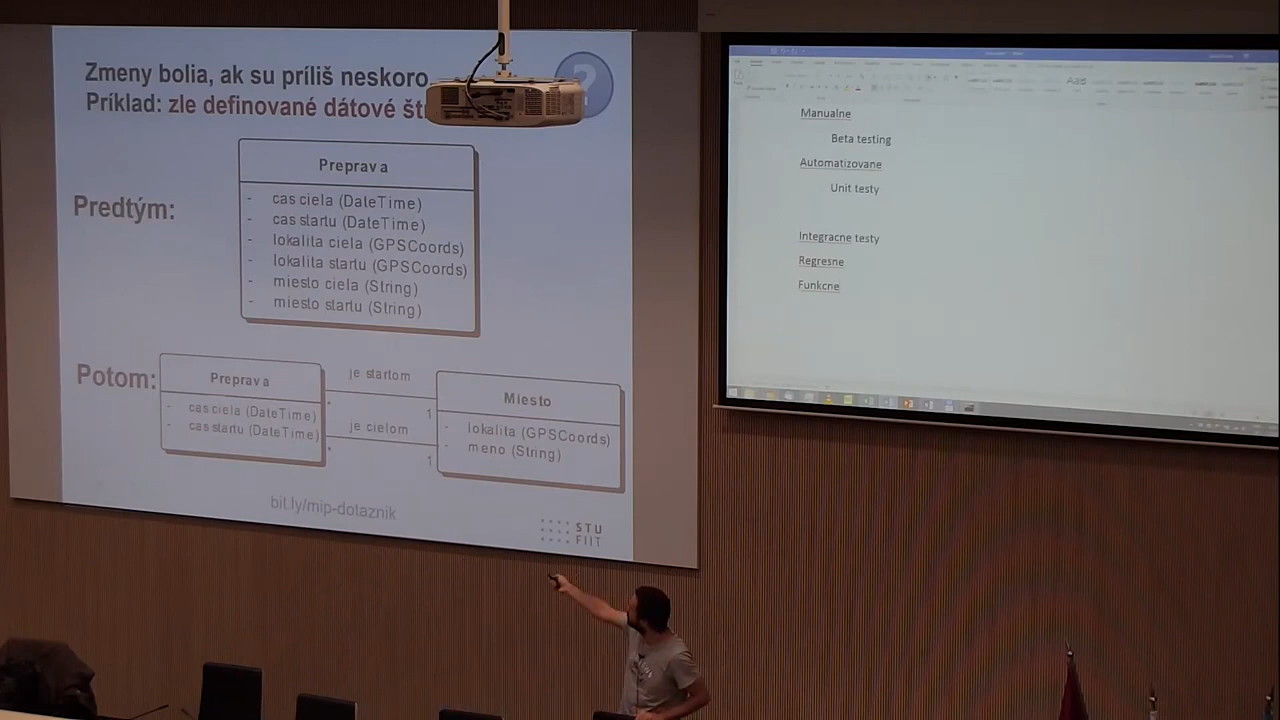 Zmeny bolia, ak su príliš neskoro
Príklad: zle definované dátové
Predtým:
Preprava
- cas ciela (DateTime)
- cas startu (DateTime)
- lokalita ciela (GPSCoords)
- lokalita startu (GPSCoords)
- miesto ciela (String)
- miesto startu (String)
Potom:
Preprava
- cas ciela (DateTime)
- cas startu (DateTime)
je startom
* 1
je cielom
* 1
Miesto
- lokalita (GPSCoords)
- meno (String)
bit.ly/mip-dotaznik
STU
FIIT
?
Manualne
Beta testing
Automatizovane
Unit testy
Integracne testy
Regresne
Funkcne